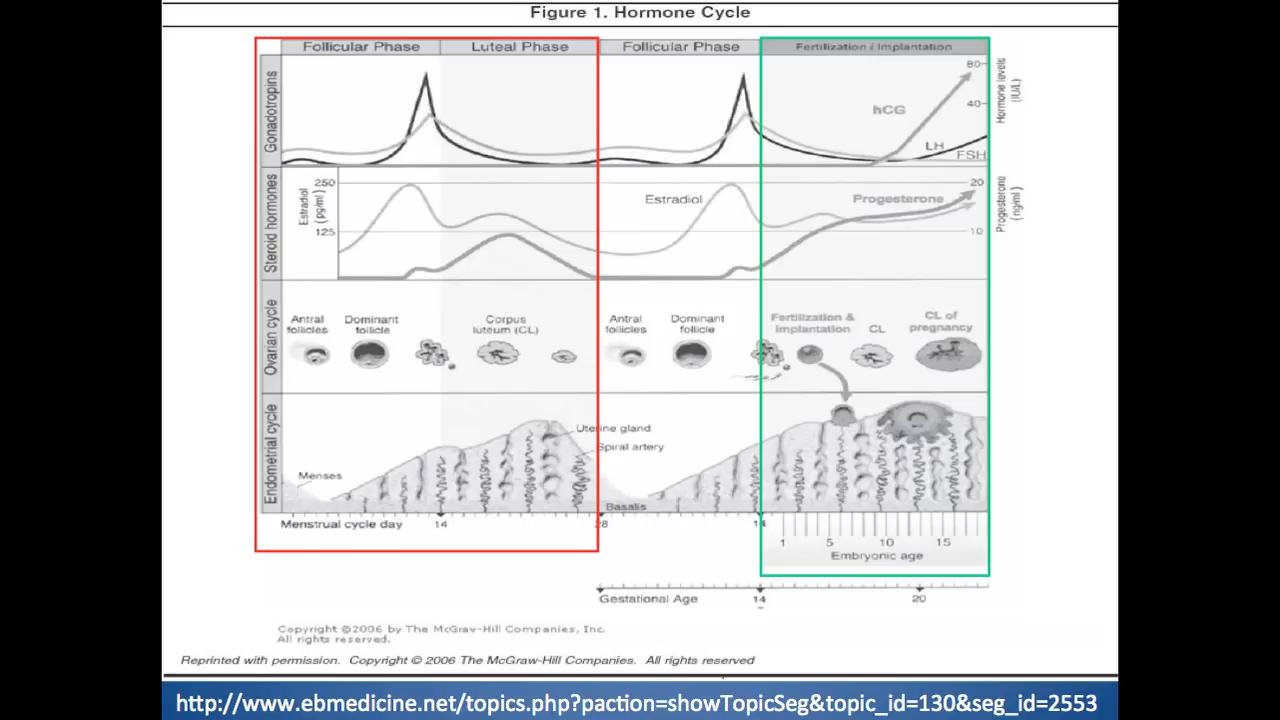 Figure 1. Hormone Cycle
Follicular Phase
Luteal Phase
Follicular Phase
Fertilization / Implantation
Gonadotropins
hCG
LH
FSH
80
40
Hormone levels
(IU/L)
Steroid hormones
Estradiol
(pg/ml)
250
125
Estradiol
Progesterone
20
10
Progesterone
(ng/ml)
Ovarian cycle
Antral
follicles
Dominant
follicle
Corpus
luteum (CL)
Antral
follicles
Dominant
follicle
Fertilization &
implantation
CL
CL of
pregnancy
Endometrial cycle
Menses
Uterine gland
Spiral artery
Basalis
Menstrual cycle day
14
28
14
1
5
10
15
Embryonic age
Gestational Age
14
20
Copyright ©2006 by The McGraw-Hill Companies, Inc.
All rights reserved.
Reprinted with permission. Copyright © 2006 The McGraw-Hill Companies. All rights reserved
http://www.ebmedicine.net/topics.php?paction=showTopicSeg&topic_id=130&seg_id=2553